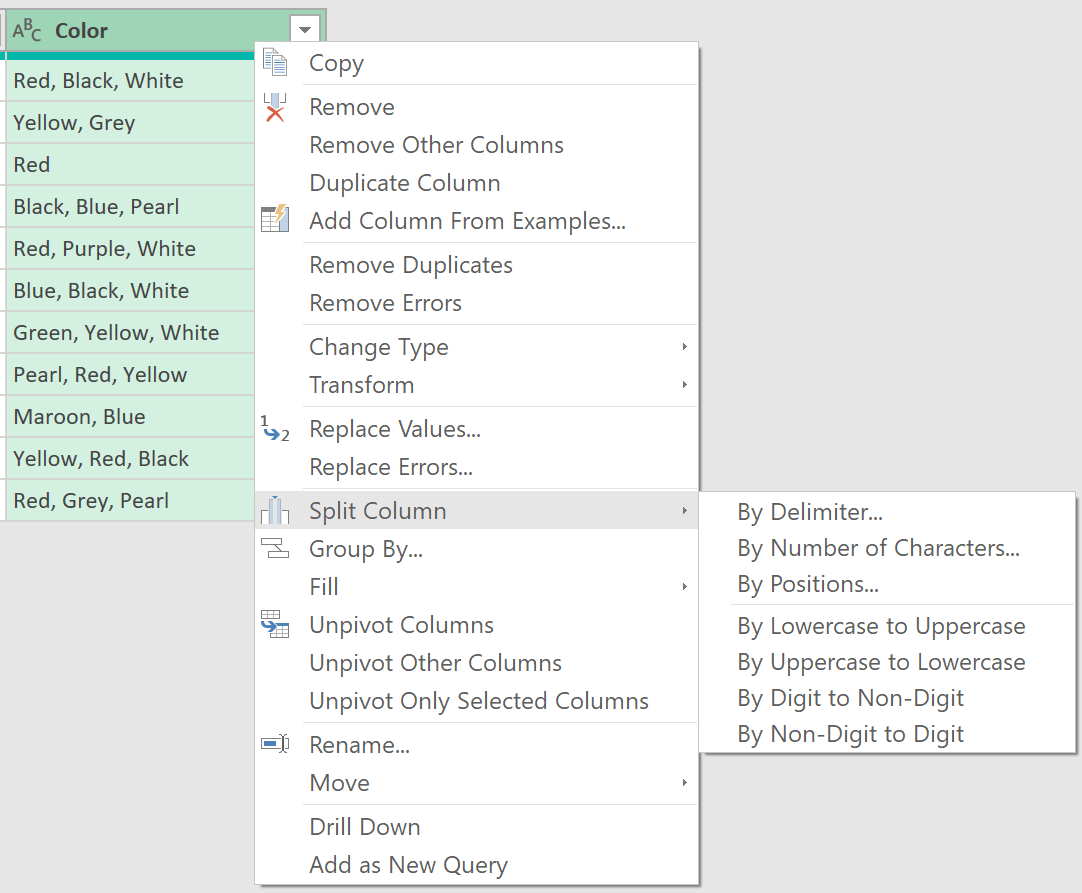 ABC Color
Red, Black, White
Yellow, Grey
Red
Black, Blue, Pearl
Red, Purple, White
Blue, Black, White
Green, Yellow, White
Pearl, Red, Yellow
Maroon, Blue
Yellow, Red, Black
Red, Grey, Pearl
Copy
Remove
Remove Other Columns
Duplicate Column
Add Column From Examples...
Remove Duplicates
Remove Errors
Change Type
Transform
1 2 Replace Values...
Replace Errors...
Split Column
Group By...
Fill
Unpivot Columns
Unpivot Other Columns
Unpivot Only Selected Columns
Rename...
Move
Drill Down
Add as New Query
By Delimiter...
By Number of Characters...
By Positions...
By Lowercase to Uppercase
By Uppercase to Lowercase
By Digit to Non-Digit
By Non-Digit to Digit